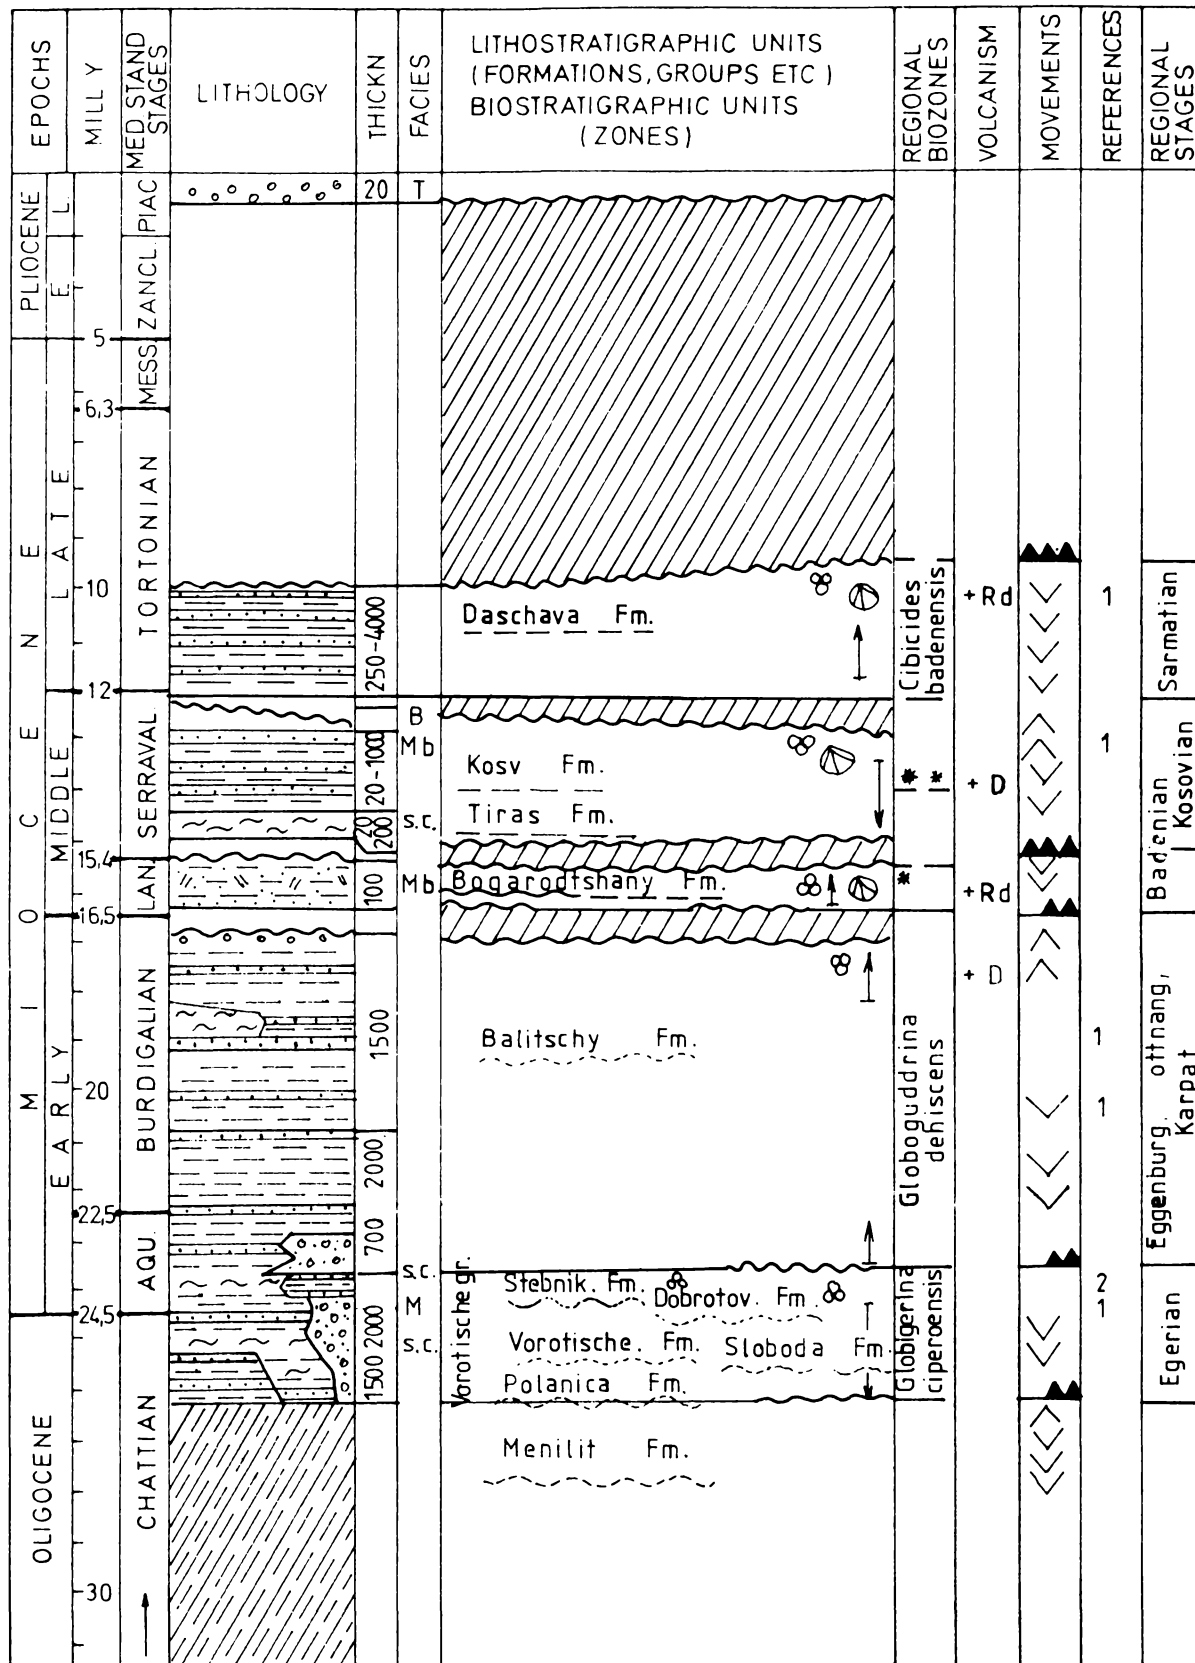 EPOCHS
MILL Y
MED STAND
STAGES
LITHOLOGY
THICKN
FACIES
LITHOSTRATIGRAPHIC UNITS
(FORMATIONS, GROUPS ETC)
BIOSTRATIGRAPHIC UNITS
(ZONES)
REGIONAL
BIOZONES
VOLCANISM
MOVEMENTS
REFERENCES
REGIONAL
STAGES
PLIOCENE
L.
E
PIAC
ZANCL.
20
T
5
MESS.
6,3
MIOCENE
LATE
TORTONIAN
10
250-4000
Daschava Fm.
Cibicides
badenensis
+ Rd
1
Sarmatian
12
MIDDLE
SERRAVAL
20-1000
B
Mb
Kosv Fm.
* *
+ D
1
Badenian
Kosovian
20
200
s.c.
Tiras Fm.
15,4
LAN
100
Mb
Bogarodtshany Fm.
*
+Rd
16,5
EARLY
BURDIGALIAN
1500
+ D
Balitschy Fm.
Globoguddrina
dehiscens
1
Eggenburg, ottnang,
Karpat
20
1
2000
22,5
AQU.
700
s.c.
Vorotische gr.
Stebnik. Fm.
Dobrotov. Fm.
Globigerina
ciperoensis
2
1
Egerian
24,5
M
2000
s.c.
Vorotische. Fm.
Sloboda Fm
1500
Polanica Fm.
OLIGOCENE
CHATTIAN
Menilit Fm.
30